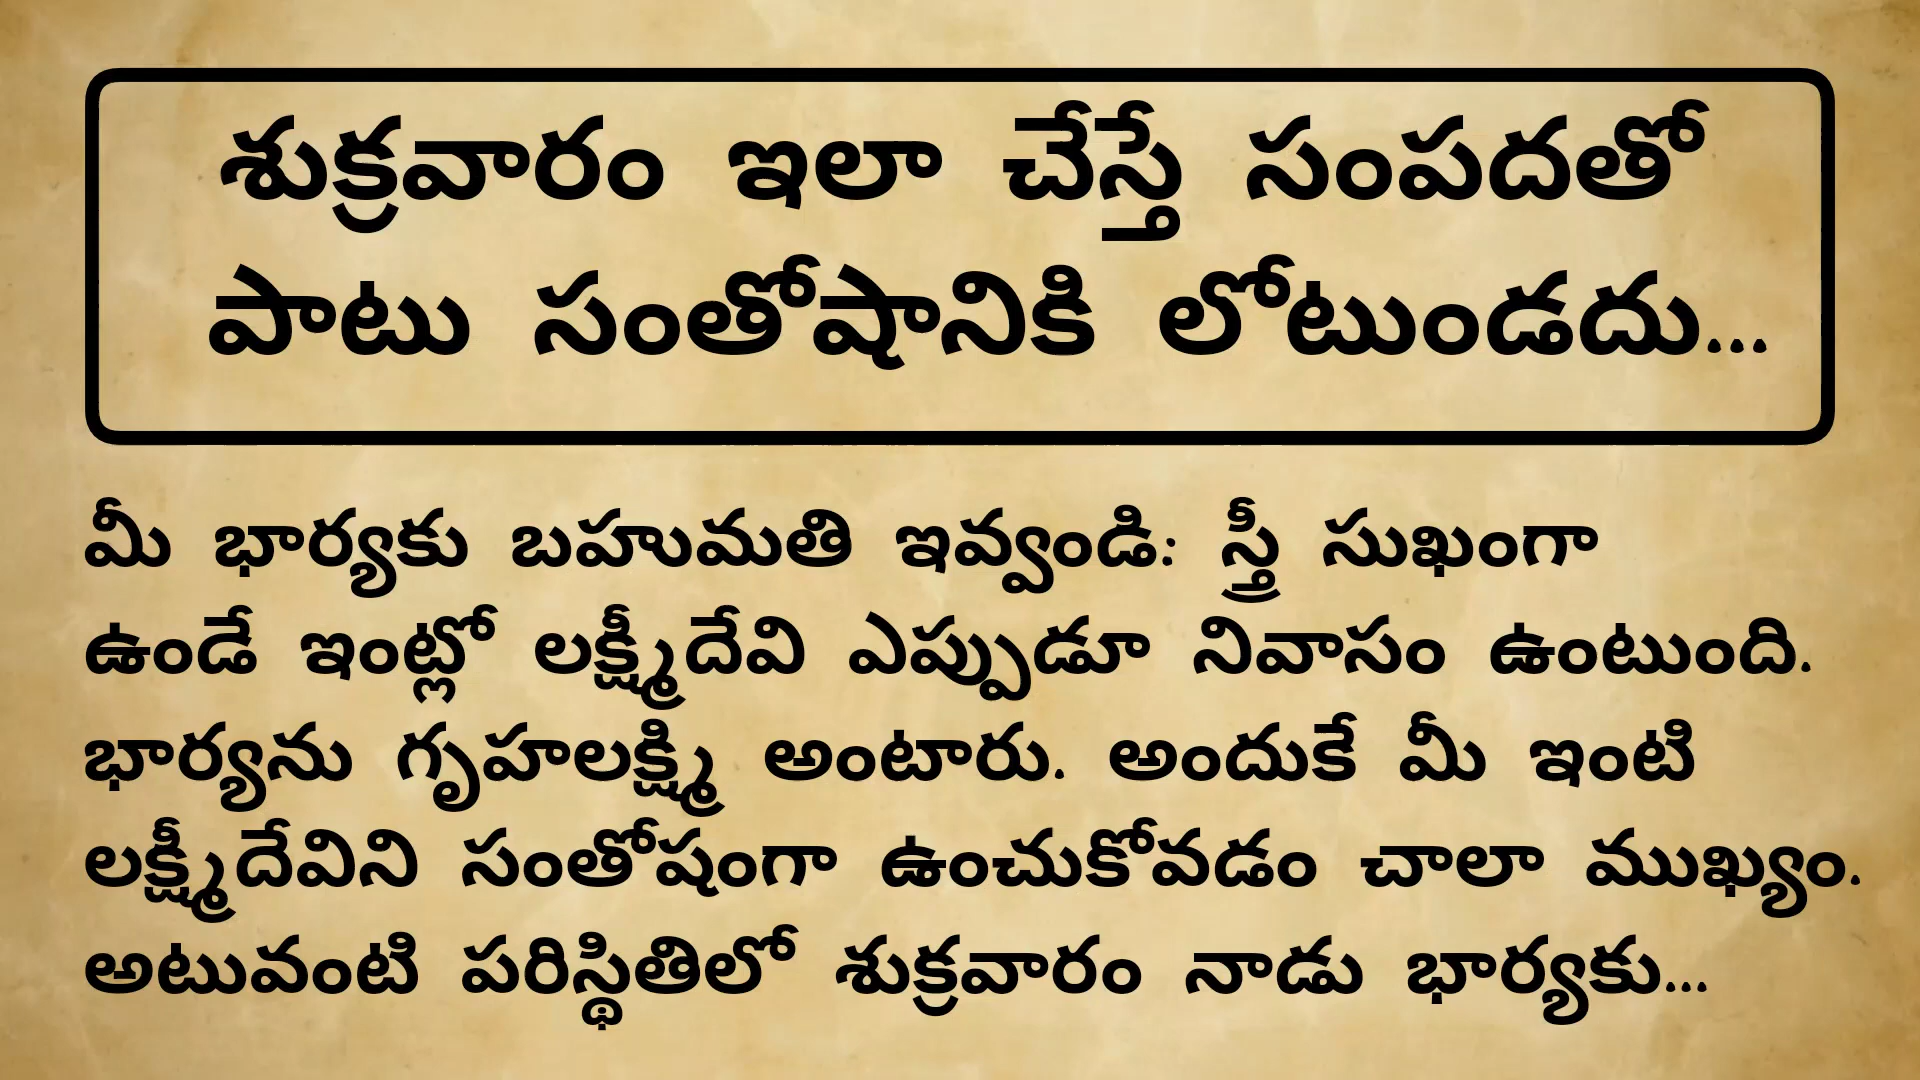 శుక్రవారం ఇలా చేస్తే సంపదతో
పాటు సంతోషానికి లోటుండదు...
మీ భార్యకు బహుమతి ఇవ్వండి: స్త్రీ సుఖంగా
ఉండే ఇంట్లో లక్ష్మీదేవి ఎప్పుడూ నివాసం ఉంటుంది.
భార్యను గృహలక్ష్మి అంటారు. అందుకే మీ ఇంటి
లక్ష్మీదేవిని సంతోషంగా ఉంచుకోవడం చాలా ముఖ్యం.
అటువంటి పరిస్థితిలో శుక్రవారం నాడు భార్యకు...